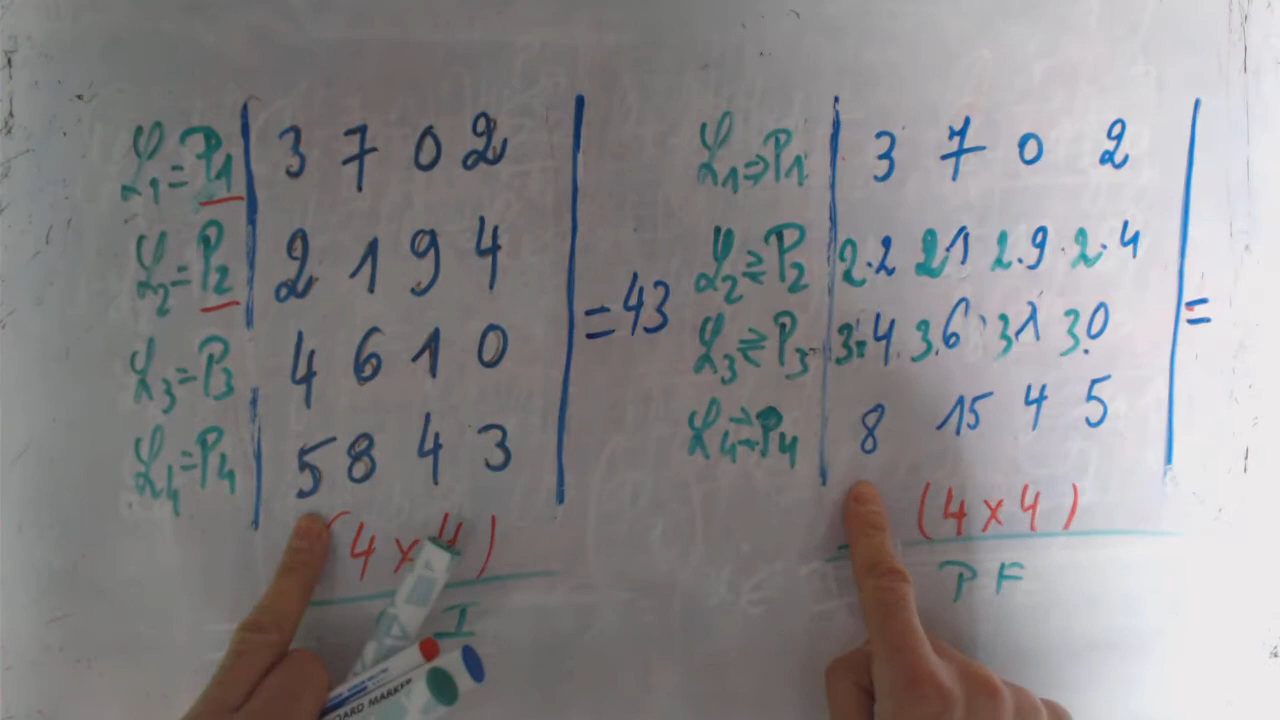 L₁=P₁ | 3 7 0 2 |
L₂=P₂ | 2 1 9 4 | =43
L₃=P₃ | 4 6 1 0 |
L₄=P₄ | 5 8 4 3 |
(4×4)
I
L₁⇒P₁ | 3 7 0 2 |
L₂⇄P₂ | 2·2 2 1 2·9 2·4 | =
L₃⇄P₃ | 3·4 3·6 3 1 3·0 |
L₄⇉P₄ | 8 15 4 5 |
(4×4)
PF
BOARD MARKER